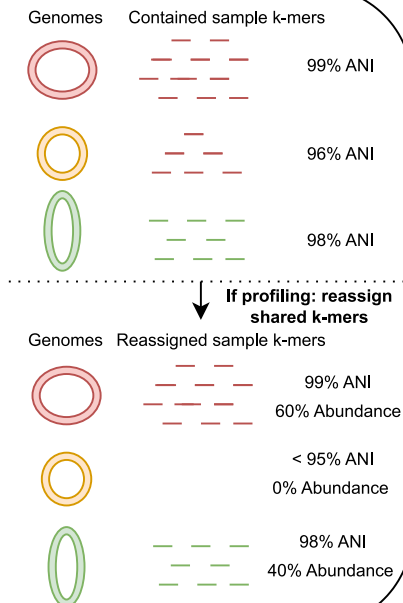 Genomes Contained sample k-mers
99% ANI
96% ANI
98% ANI
If profiling: reassign
shared k-mers
Genomes Reassigned sample k-mers
99% ANI
60% Abundance
< 95% ANI
0% Abundance
98% ANI
40% Abundance